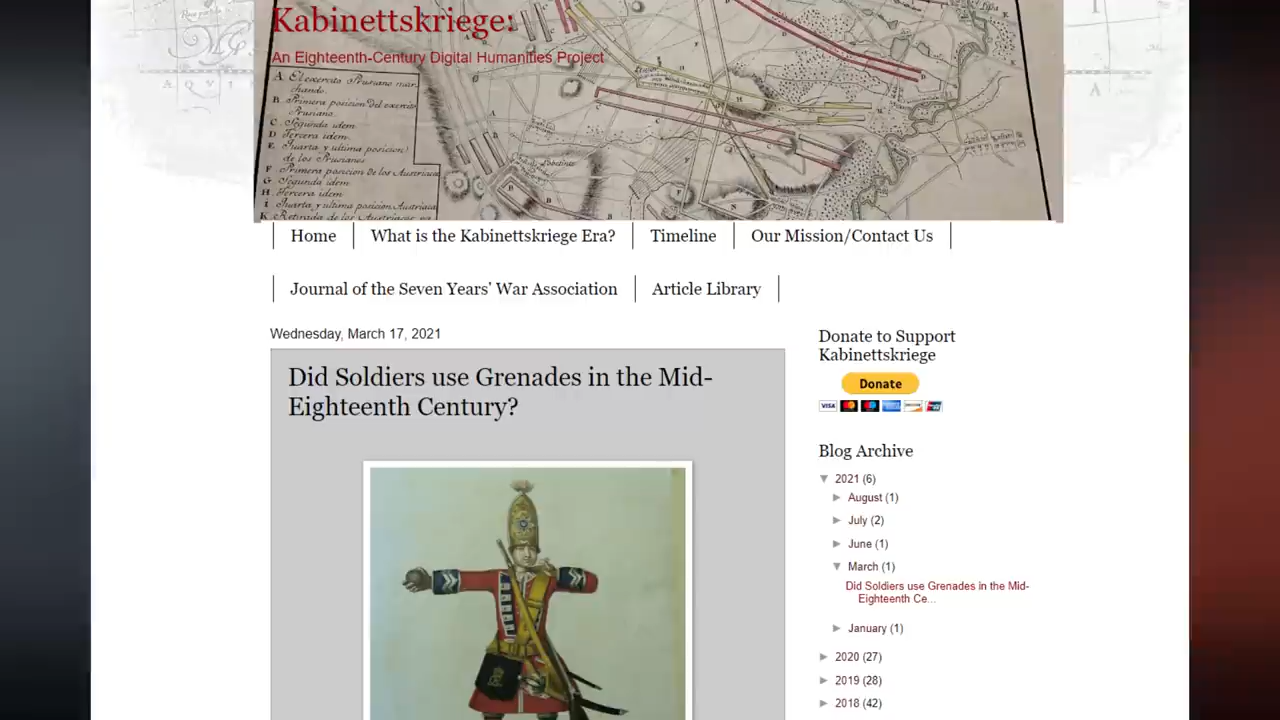 Kabinettskriege:
An Eighteenth-Century Digital Humanities Project
A. El exercito Prusiano mar-
chando.
B. Primera posicion del exercito
Prusiano.
C. Segunda idem.
D Tercera idem.
E. Quarta y ultima posicion
de los Prusianos
F. Primera posicion de los Austriacos
G. Segunda idem.
H. Tercera idem.
I. Quarta y ultima posicion Austriaca
K. Retirada de los Austriacos
Home
What is the Kabinettskriege Era?
Timeline
Our Mission/Contact Us
Journal of the Seven Years' War Association
Article Library
Wednesday, March 17, 2021
Did Soldiers use Grenades in the Mid-
Eighteenth Century?
Donate to Support
Kabinettskriege
Donate
VISA
Blog Archive
▼ 2021 (6)
► August (1)
► July (2)
► June (1)
▼ March (1)
Did Soldiers use Grenades in the Mid-
Eighteenth Ce...
► January (1)
► 2020 (27)
► 2019 (28)
► 2018 (42)